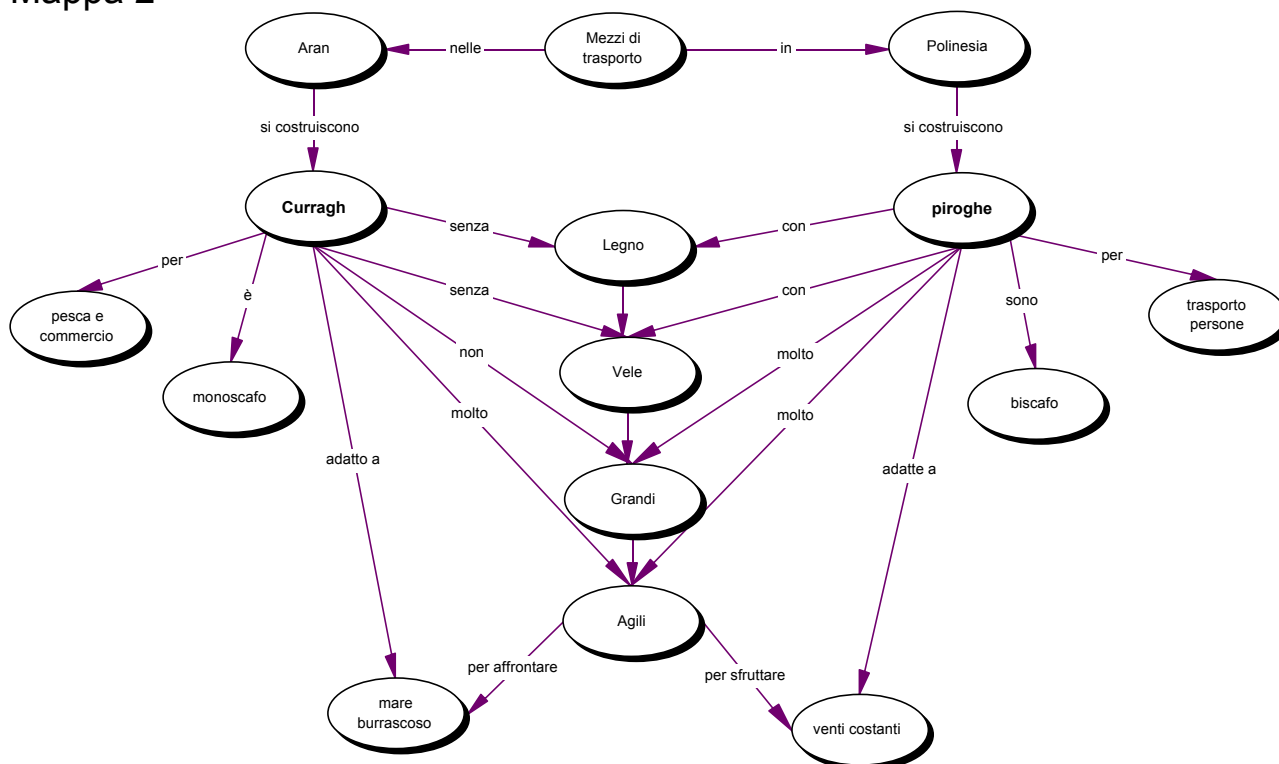 Mappa 2
Aran
nelle
Mezzi di
trasporto
in
Polinesia
si costruiscono
si costruiscono
Curragh
piroghe
senza
Legno
con
per
per
pesca e
commercio
è
senza
con
sono
trasporto
persone
monoscafo
non
Vele
molto
biscafo
molto
molto
adatto a
adatte a
Grandi
Agili
per affrontare
per sfruttare
mare
burrascoso
venti costanti